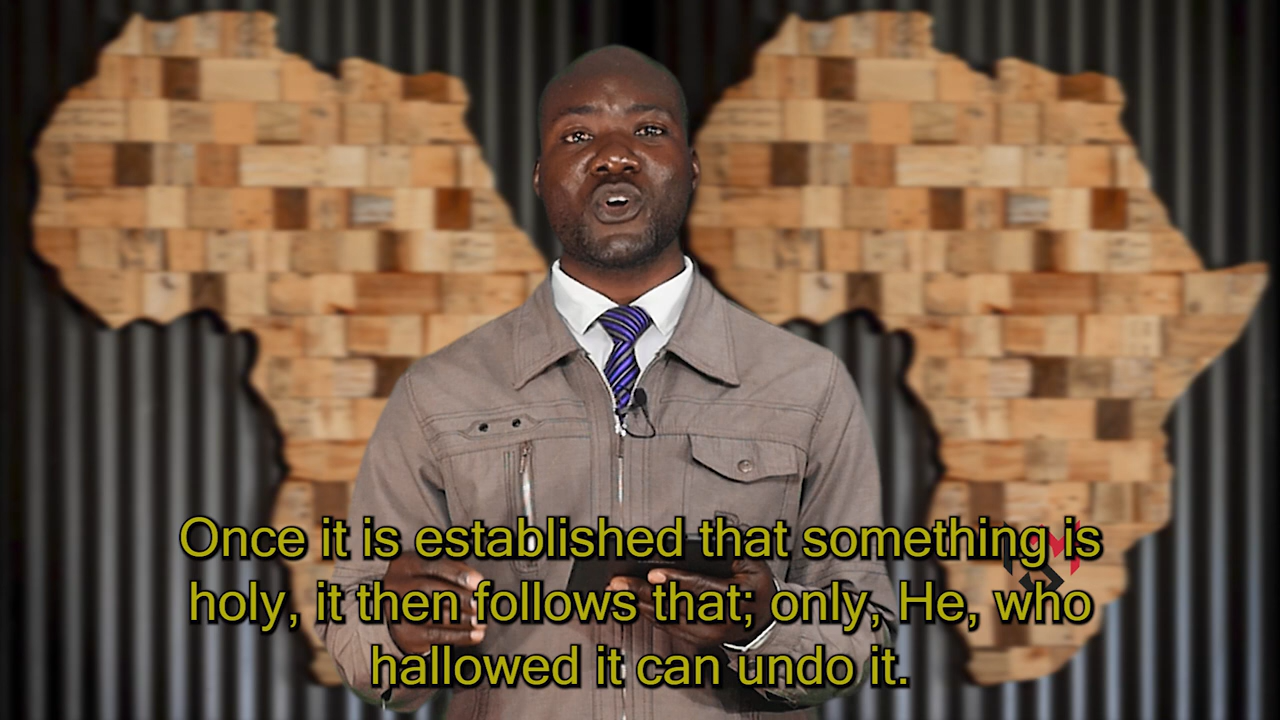 Once it is established that something is
holy, it then follows that; only, He, who
hallowed it can undo it.